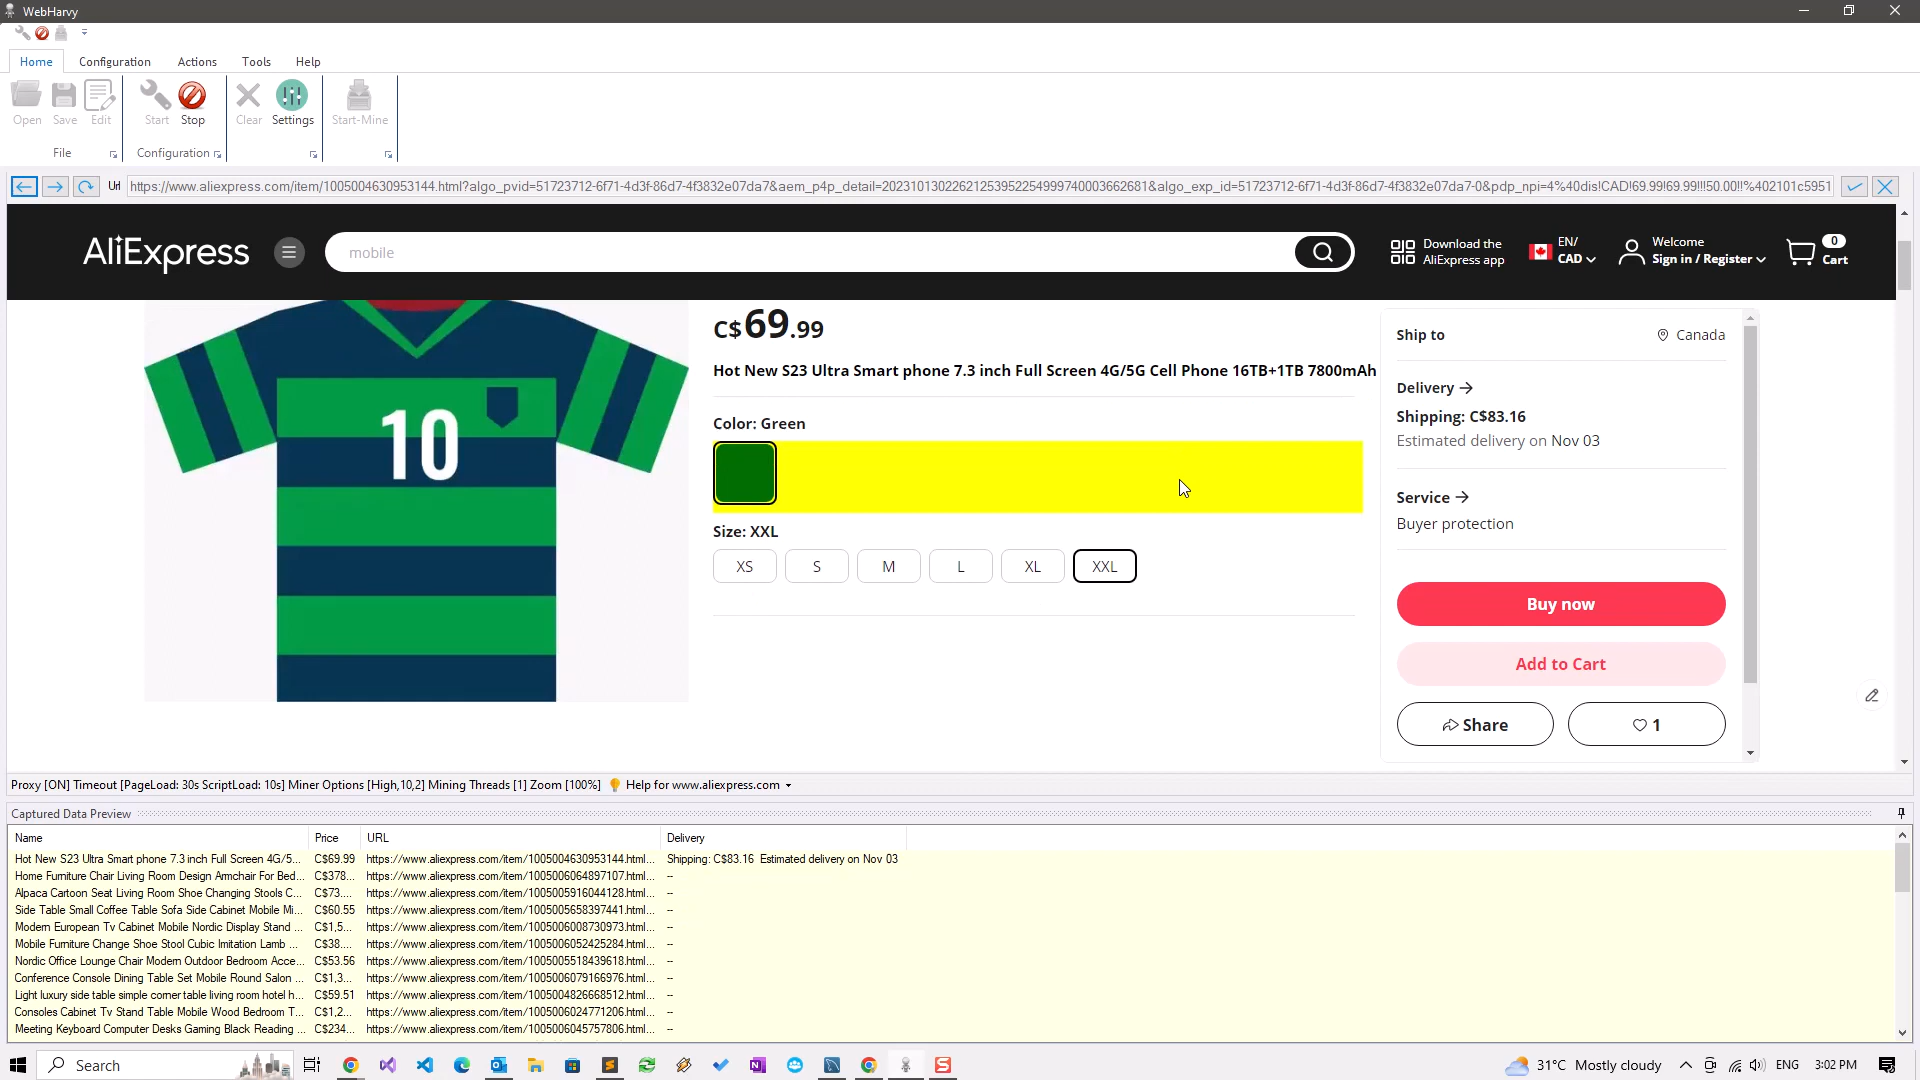 WebHarvy
Home Configuration Actions Tools Help
Open Save Edit Start Stop Clear Settings Start-Mine
File Configuration
Url https://www.aliexpress.com/item/1005004630953144.html?algo_pvid=51723712-6f71-4d3f-86d7-4f3832e07da7&aem_p4p_detail=202310130226212539522549997400036662681&algo_exp_id=51723712-6f71-4d3f-86d7-4f3832e07da7-0&pdp_npi=4%40dis!CAD!69.99!69.99!!!50.00!!%402101c5951
AliExpress mobile Download the AliExpress app EN/ CAD Welcome Sign in / Register 0 Cart
10
C$69.99
Hot New S23 Ultra Smart phone 7.3 inch Full Screen 4G/5G Cell Phone 16TB+1TB 7800mAh
Color: Green
Size: XXL
XS S M L XL XXL
Ship to Canada
Delivery
Shipping: C$83.16
Estimated delivery on Nov 03
Service
Buyer protection
Buy now
Add to Cart
Share 1
Proxy [ON] Timeout [PageLoad: 30s ScriptLoad: 10s] Miner Options [High,10,2] Mining Threads [1] Zoom [100%] Help for www.aliexpress.com
Captured Data Preview
Name Price URL Delivery
Hot New S23 Ultra Smart phone 7.3 inch Full Screen 4G/5... C$69.99 https://www.aliexpress.com/item/1005004630953144.html... Shipping: C$83.16 Estimated delivery on Nov 03
Home Furniture Chair Living Room Design Armchair For Bed... C$378... https://www.aliexpress.com/item/1005006064897107.html... --
Alpaca Cartoon Seat Living Room Shoe Changing Stools C... C$73.... https://www.aliexpress.com/item/1005005916044128.html... --
Side Table Small Coffee Table Sofa Side Cabinet Mobile Mi... C$60.55 https://www.aliexpress.com/item/1005005658397441.html... --
Modern European Tv Cabinet Mobile Nordic Display Stand ... C$1,5... https://www.aliexpress.com/item/1005006008730973.html... --
Mobile Furniture Change Shoe Stool Cubic Imitation Lamb ... C$38.... https://www.aliexpress.com/item/1005006052425284.html... --
Nordic Office Lounge Chair Modern Outdoor Bedroom Acce... C$53.56 https://www.aliexpress.com/item/1005005518439618.html... --
Conference Console Dining Table Set Mobile Round Salon ... C$1,3... https://www.aliexpress.com/item/1005006079166976.html... --
Light luxury side table simple corner table living room hotel h... C$59.51 https://www.aliexpress.com/item/1005004826668512.html... --
Consoles Cabinet Tv Stand Table Mobile Wood Bedroom T... C$1,2... https://www.aliexpress.com/item/1005006024771206.html... --
Meeting Keyboard Computer Desks Gaming Black Reading ... C$234... https://www.aliexpress.com/item/1005006045757806.html... --
Search 31°C Mostly cloudy ENG 3:02 PM